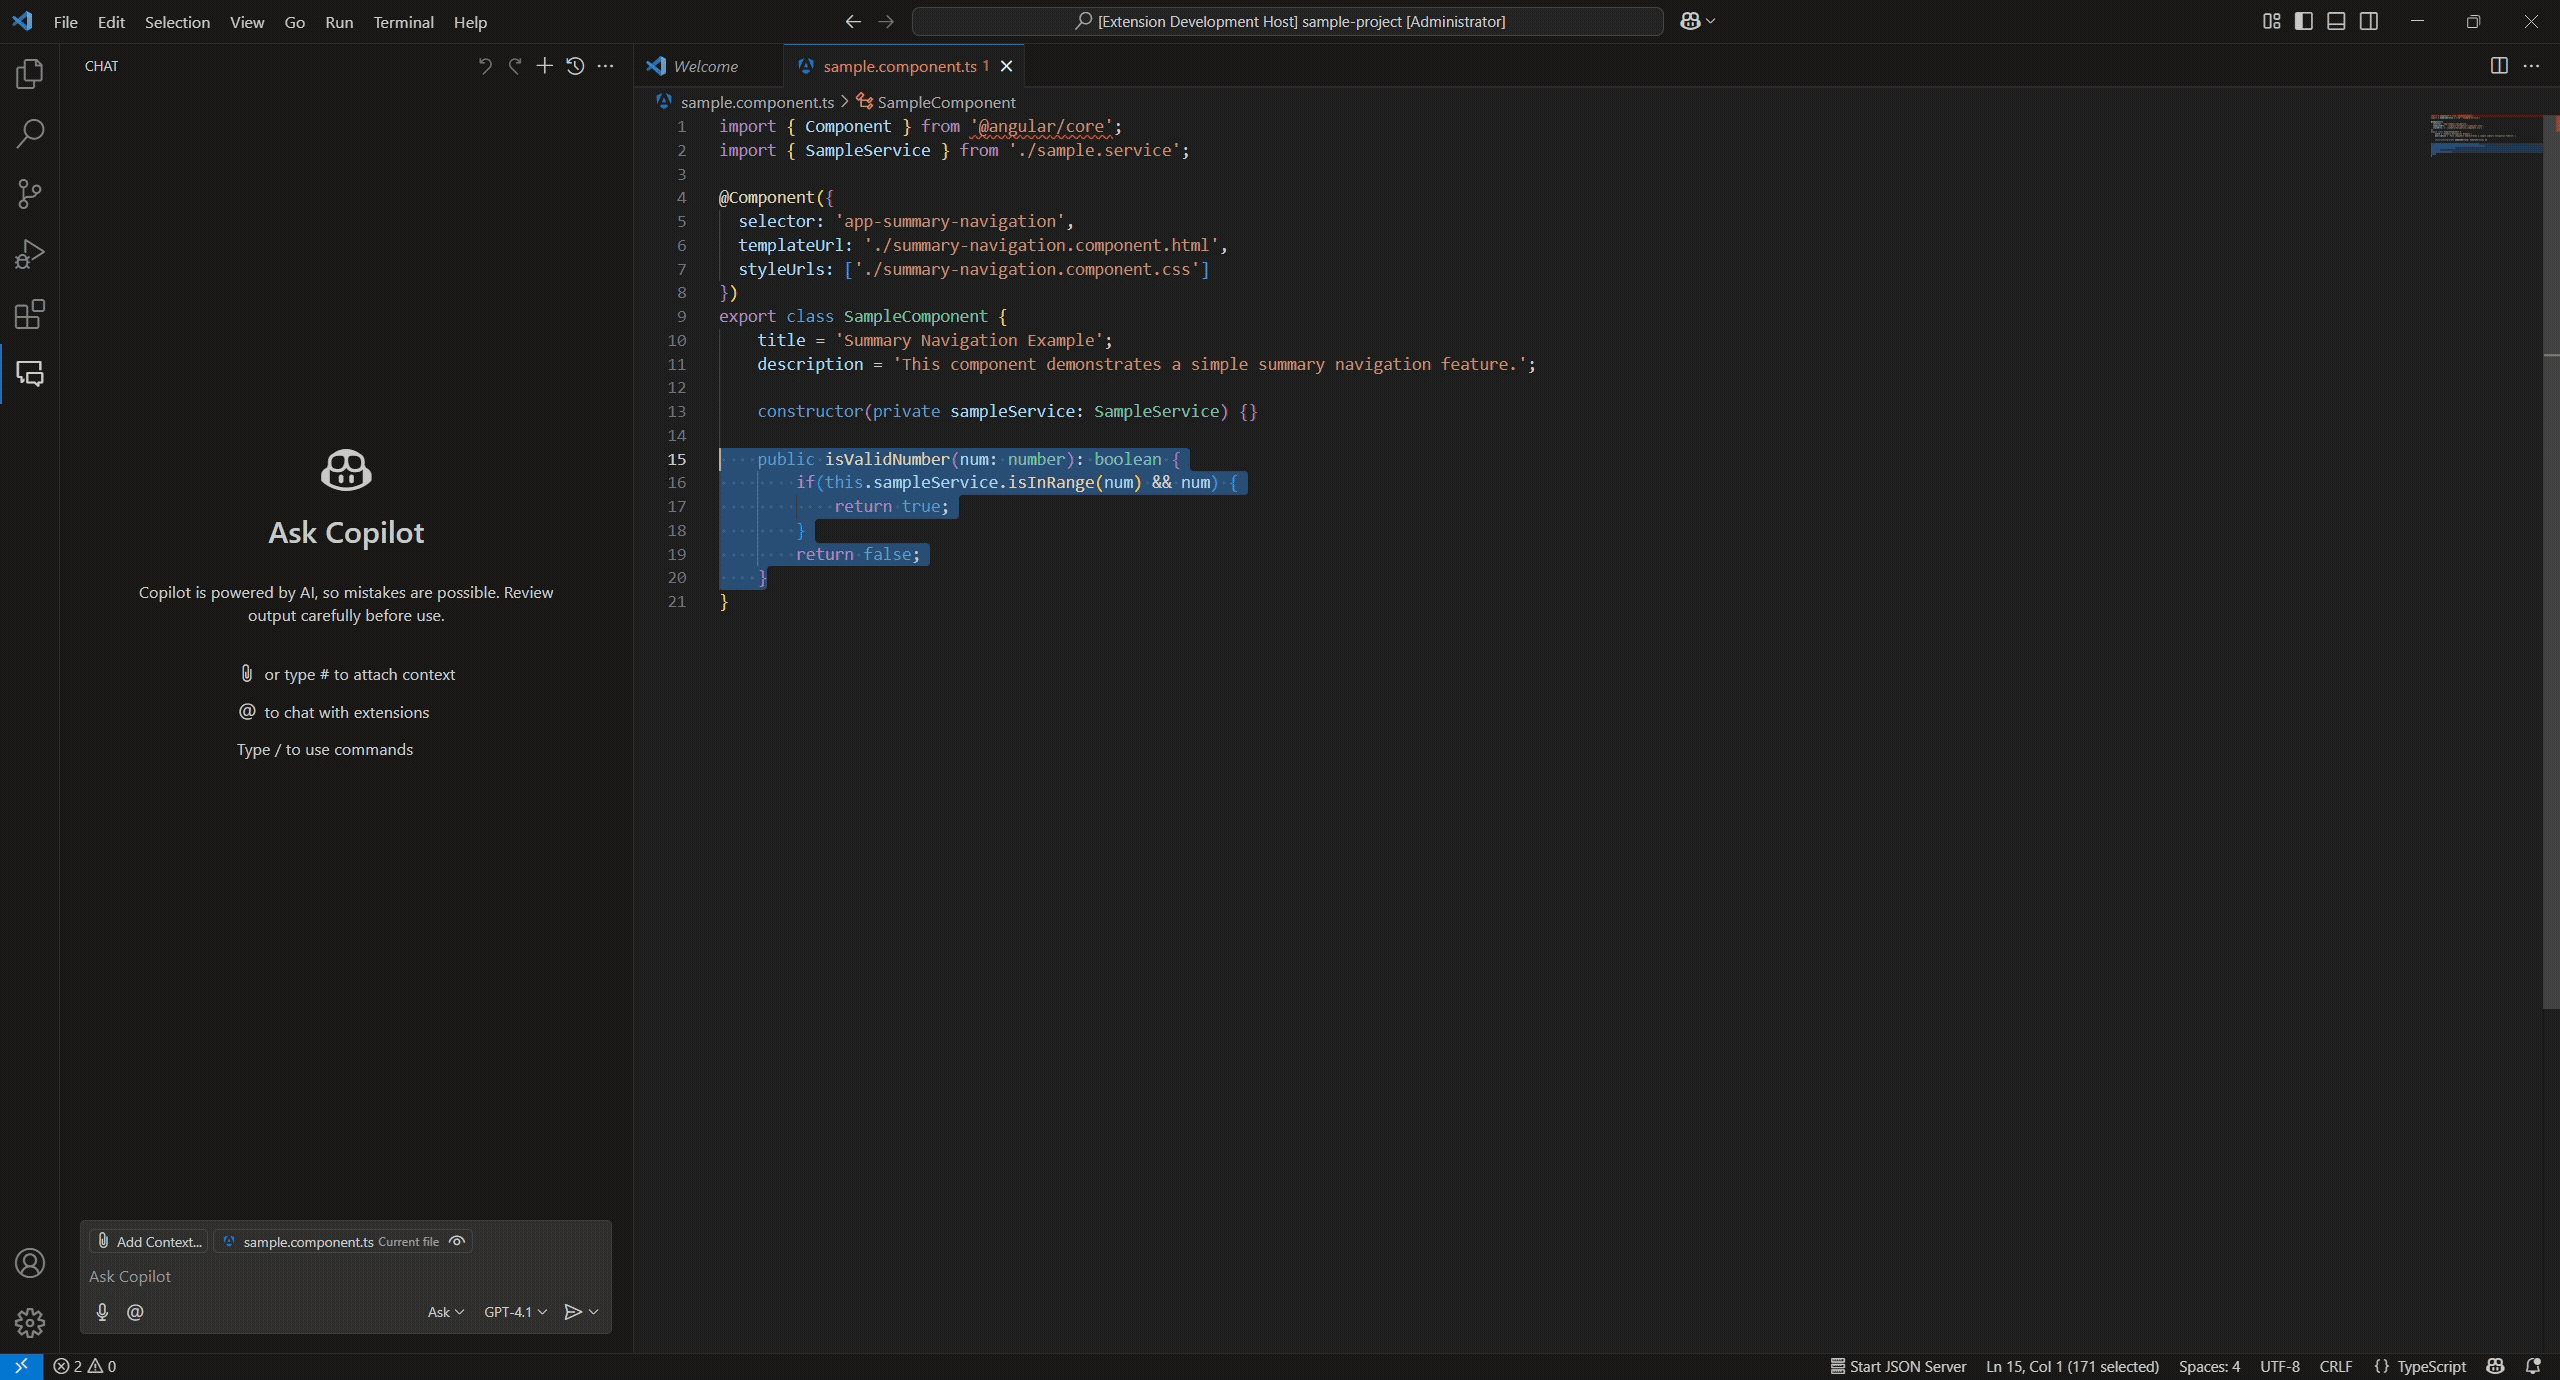 File Edit Selection View Go Run Terminal Help
[Extension Development Host] sample-project [Administrator]
CHAT
Ask Copilot
Copilot is powered by AI, so mistakes are possible. Review
output carefully before use.
or type # to attach context
@ to chat with extensions
Type / to use commands
Add Context... sample.component.ts Current file
Ask Copilot
@ Ask GPT-4.1
Welcome sample.component.ts 1
sample.component.ts > SampleComponent
1 import { Component } from '@angular/core';
2 import { SampleService } from './sample.service';
3
4 @Component({
5 selector: 'app-summary-navigation',
6 templateUrl: './summary-navigation.component.html',
7 styleUrls: ['./summary-navigation.component.css']
8 })
9 export class SampleComponent {
10 title = 'Summary Navigation Example';
11 description = 'This component demonstrates a simple summary navigation feature.';
12
13 constructor(private sampleService: SampleService) {}
14
15 public isValidNumber(num: number): boolean {
16 if(this.sampleService.isInRange(num) && num) {
17 return true;
18 }
19 return false;
20 }
21 }
2 0
Start JSON Server Ln 15, Col 1 (171 selected) Spaces: 4 UTF-8 CRLF {} TypeScript